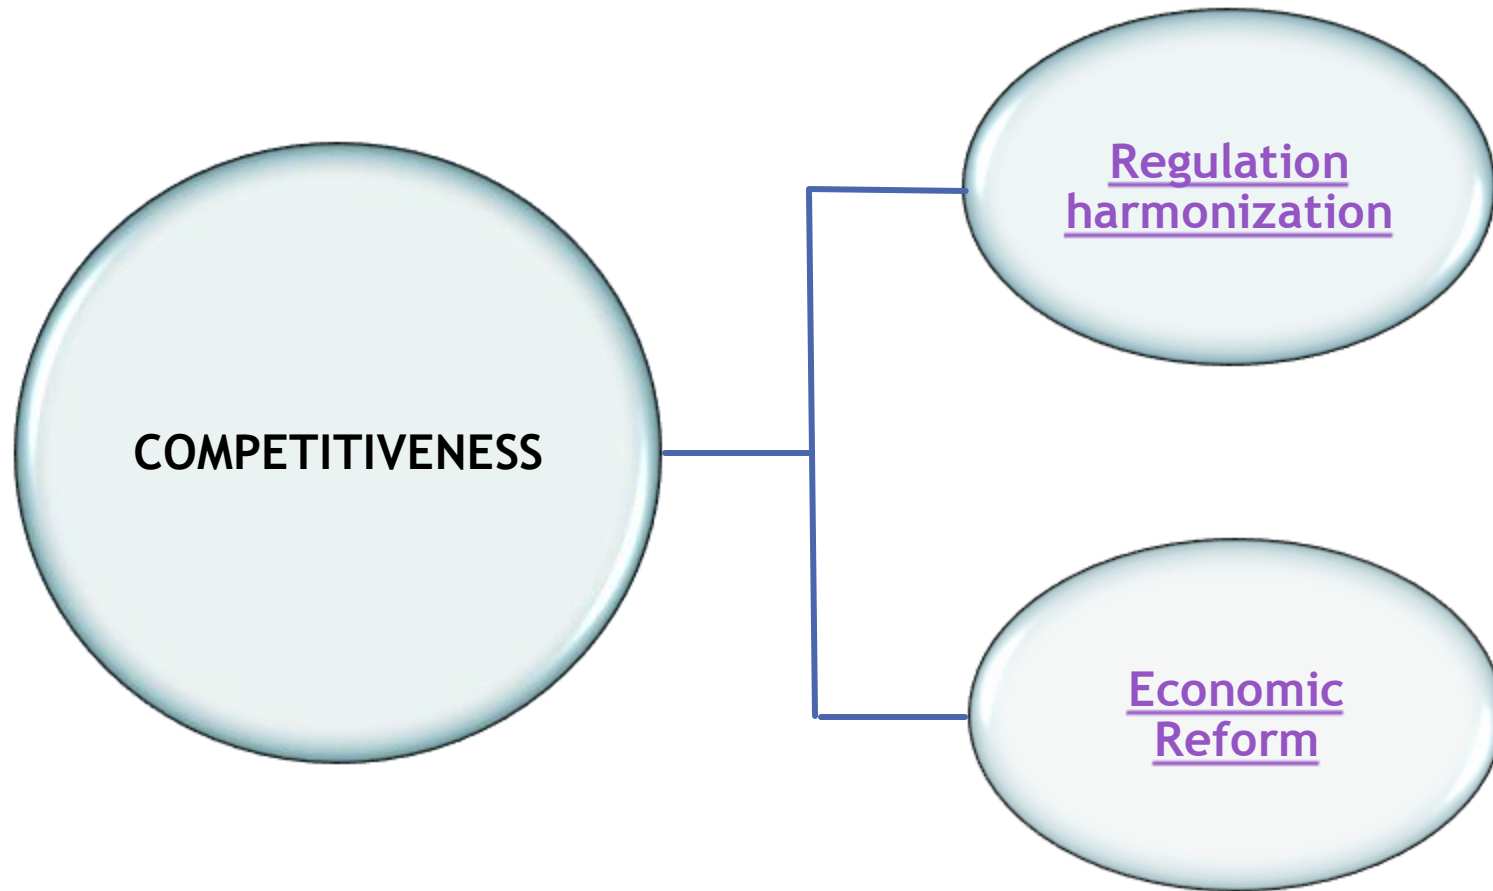 Regulation
harmonization
COMPETITIVENESS
Economic
Reform